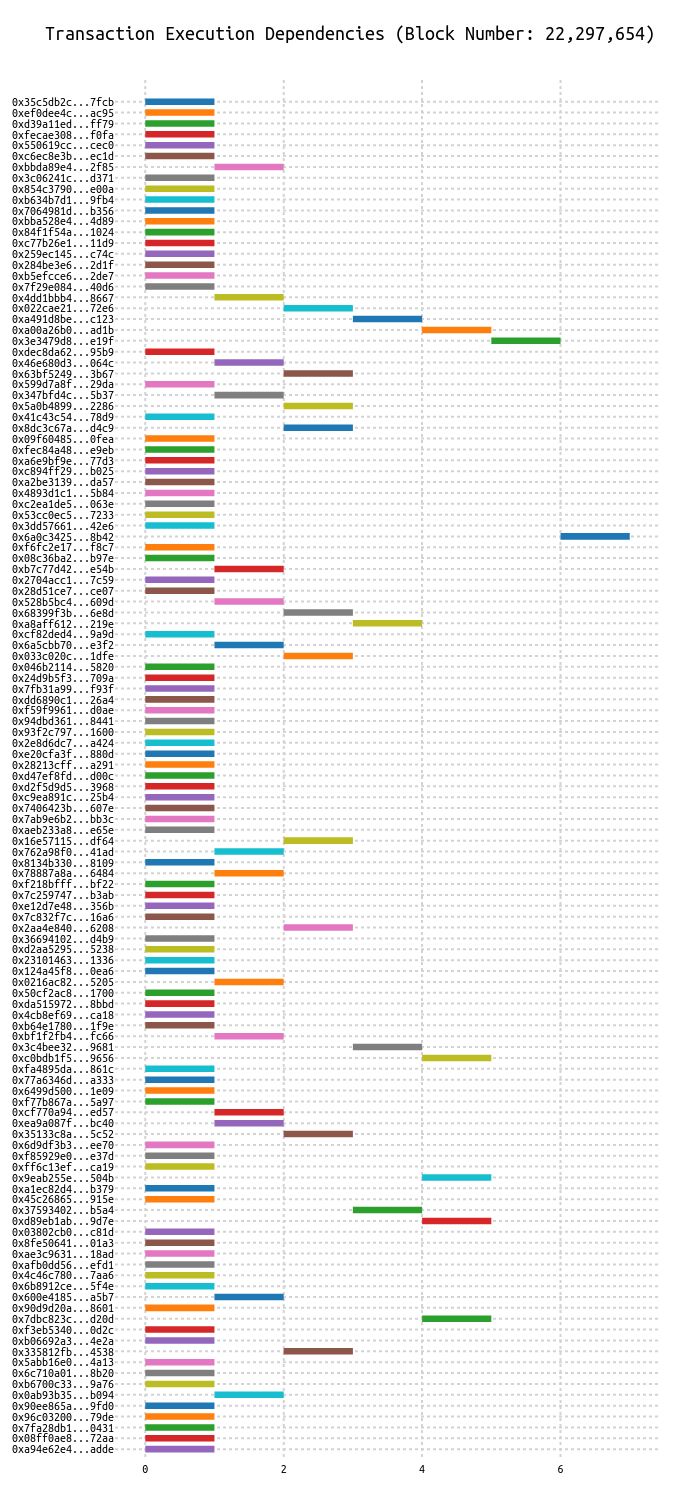 Transaction Execution Dependencies (Block Number: 22,297,654)
0x35c5db2c...7fcb
0xef0dee4c...ac95
0xd39a11ed...ff79
0xfecae308...f0fa
0x550619cc...cec0
0xc6ec8e3b...ec1d
0xbbda89e4...2f85
0x3c06241c...d371
0x854c3790...e00a
0xb634b7d1...9fb4
0x7064981d...b356
0xbba528e4...4d89
0x84f1f54a...1024
0xc77b26e1...11d9
0x259ec145...c74c
0x284be3e6...2d1f
0xb5efcce6...2de7
0x7f29e084...40d6
0x4dd1bbb4...8667
0x022cae21...72e6
0xa491d8be...c123
0xa00a26b0...ad1b
0x3e3479d8...e19f
0xdec8da62...95b9
0x46e680d3...064c
0x63bf5249...3b67
0x599d7a8f...29da
0x347bfd4c...5b37
0x5a0b4899...2286
0x41c43c54...78d9
0x8dc3c67a...d4c9
0x09f60485...0fea
0xfec84a48...e9eb
0xa6e9bf9e...77d3
0xc894ff29...b025
0xa2be3139...da57
0x4893d1c1...5b84
0xc2ea1de5...063e
0x53cc0ec5...7233
0x3dd57661...42e6
0x6a0c3425...8b42
0xf6fc2e17...f8c7
0x08c36ba2...b97e
0xb7c77d42...e54b
0x2704acc1...7c59
0x28d51ce7...ce07
0x528b5bc4...609d
0x68399f3b...6e8d
0xa8aff612...219e
0xcf82ded4...9a9d
0x6a5cbb70...e3f2
0x033c020c...1dfe
0x046b2114...5820
0x24d9b5f3...709a
0x7fb31a99...f93f
0xdd6890c1...26a4
0xf59f9961...d0ae
0x94dbd361...8441
0x93f2c797...1600
0x2e8d6dc7...a424
0xe20cfa3f...880d
0x28213cff...a291
0xd47ef8fd...d00c
0xd2f5d9d5...3968
0xc9ea891c...25b4
0x7406423b...607e
0x7ab9e6b2...bb3c
0xaeb233a8...e65e
0x16e57115...df64
0x762a98f0...41ad
0x8134b330...8109
0x78887a8a...6484
0xf218bfff...bf22
0x7c259747...b3ab
0xe12d7e48...356b
0x7c832f7c...16a6
0x2aa4e840...6208
0x36694102...d4b9
0xd2aa5295...5238
0x23101463...1336
0x124a45f8...0ea6
0x0216ac82...5205
0x50cf2ac8...1700
0xda515972...8bbd
0x4cb8ef69...ca18
0xb64e1780...1f9e
0xbf1f2fb4...fc66
0x3c4bee32...9681
0xc0bdb1f5...9656
0xfa4895da...861c
0x77a6346d...a333
0x6499d500...1e09
0xf77b867a...5a97
0xcf770a94...ed57
0xea9a087f...bc40
0x35133c8a...5c52
0x6d9df3b3...ee70
0xf85929e0...e37d
0xff6c13ef...ca19
0x9eab255e...504b
0xa1ec82d4...b379
0x45c26865...915e
0x37593402...b5a4
0xd89eb1ab...9d7e
0x03802cb0...c81d
0x8fe50641...01a3
0xae3c9631...18ad
0xafb0dd56...efd1
0x4c46c780...7aa6
0x6b8912ce...5f4e
0x600e4185...a5b7
0x90d9d20a...8601
0x7dbc823c...d20d
0xf3eb5340...0d2c
0xb06692a3...4e2a
0x335812fb...4538
0x5abb16e0...4a13
0x6c710a01...8b20
0xb6700c33...9a76
0x0ab93b35...b094
0x90ee865a...9fd0
0x96c03200...79de
0x7fa28db1...0431
0x08ff0ae8...72aa
0xa94e62e4...adde
0 2 4 6